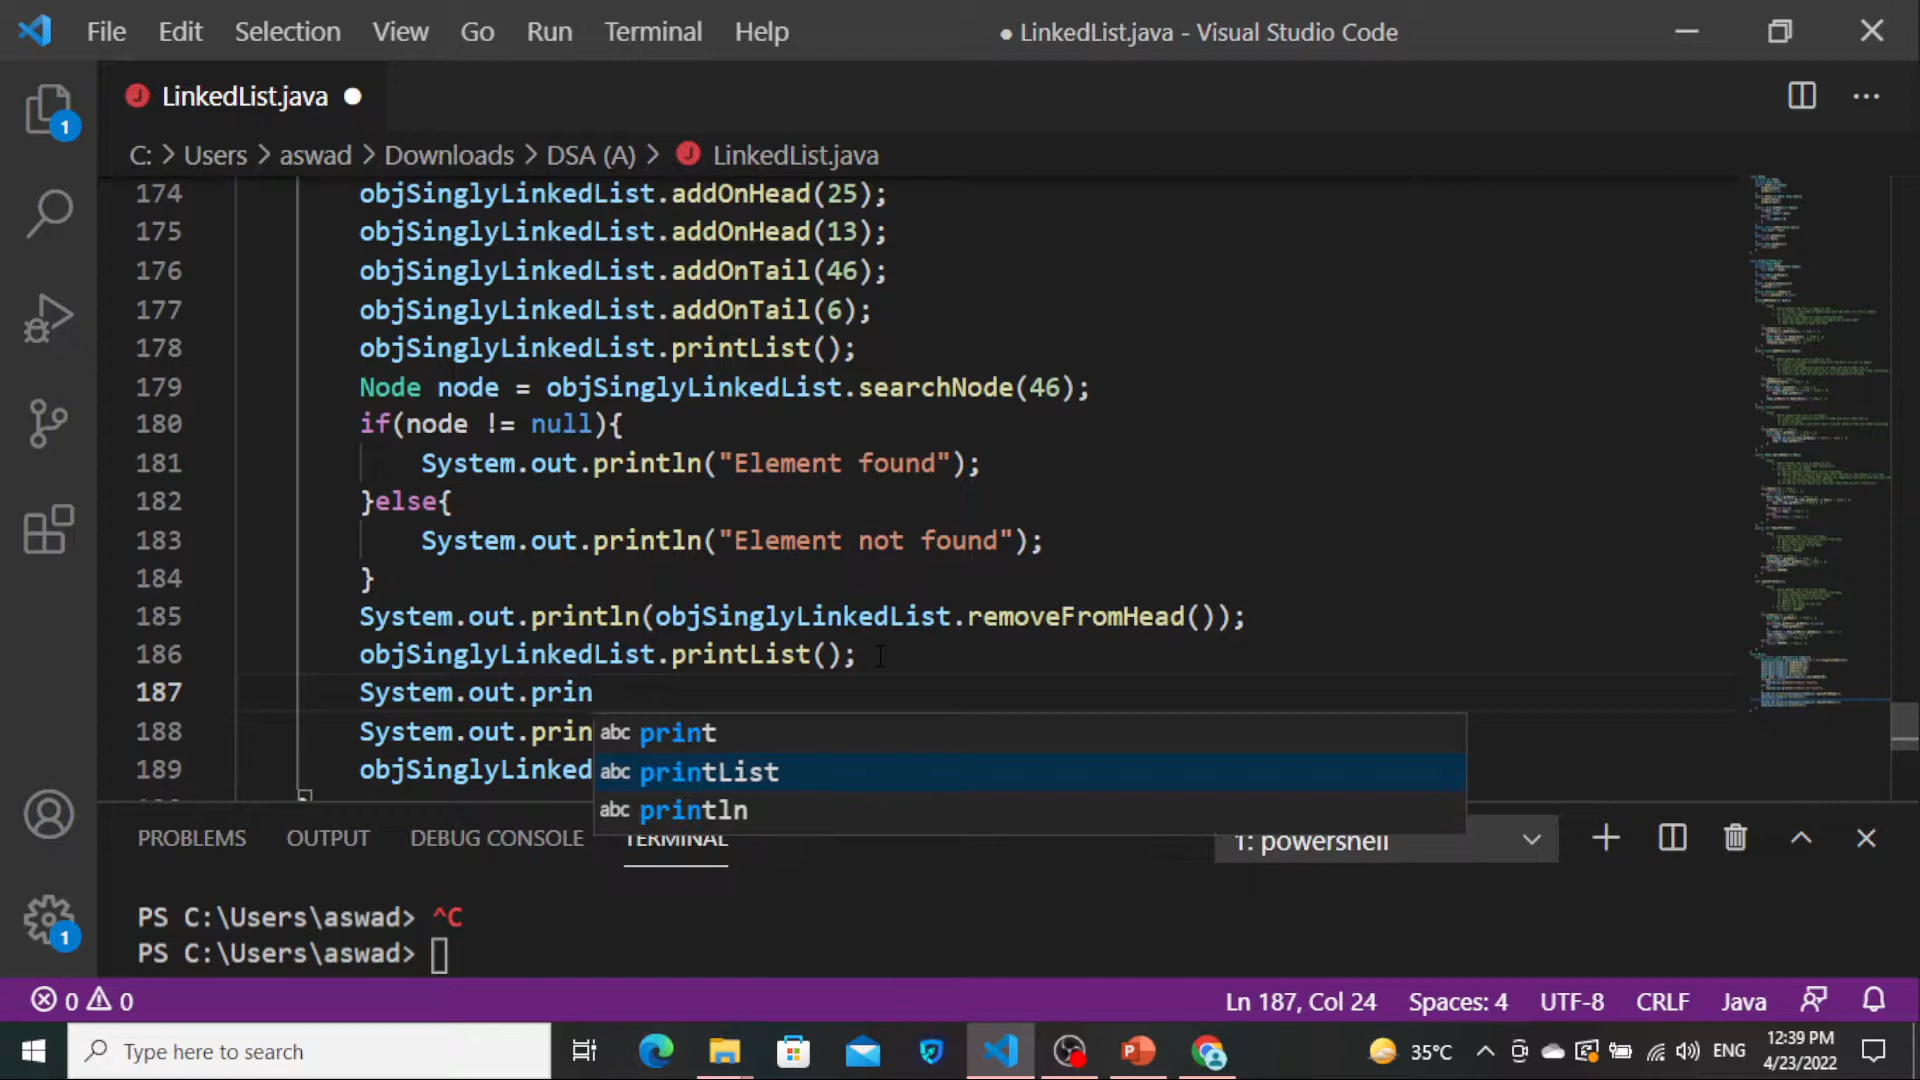 File Edit Selection View Go Run Terminal Help ● LinkedList.java - Visual Studio Code
J LinkedList.java ●
1
C: > Users > aswad > Downloads > DSA (A) > J LinkedList.java
174 objSinglyLinkedList.addOnHead(25);
175 objSinglyLinkedList.addOnHead(13);
176 objSinglyLinkedList.addOnTail(46);
177 objSinglyLinkedList.addOnTail(6);
178 objSinglyLinkedList.printList();
179 Node node = objSinglyLinkedList.searchNode(46);
180 if(node != null){
181 System.out.println("Element found");
182 }else{
183 System.out.println("Element not found");
184 }
185 System.out.println(objSinglyLinkedList.removeFromHead());
186 objSinglyLinkedList.printList();
187 System.out.prin
188 System.out.prin
189 objSinglyLinked
abc print
abc printList
abc println
PROBLEMS OUTPUT DEBUG CONSOLE TERMINAL 1: powershell
PS C:\Users\aswad> ^C
PS C:\Users\aswad>
1
0 0 Ln 187, Col 24 Spaces: 4 UTF-8 CRLF Java
Type here to search 35°C ENG 12:39 PM
4/23/2022